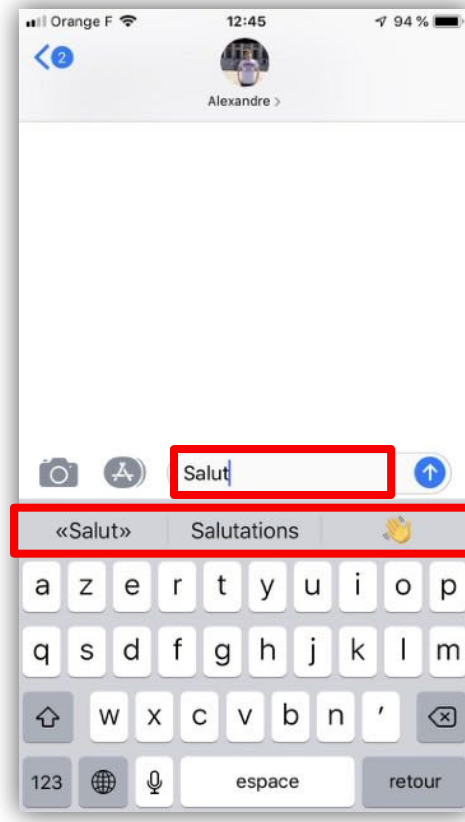 Orange F 12:45 94 %
2
Alexandre >
Salut
«Salut» Salutations 👋
a z e r t y u i o p
q s d f g h j k l m
w x c v b n ’
123 espace retour